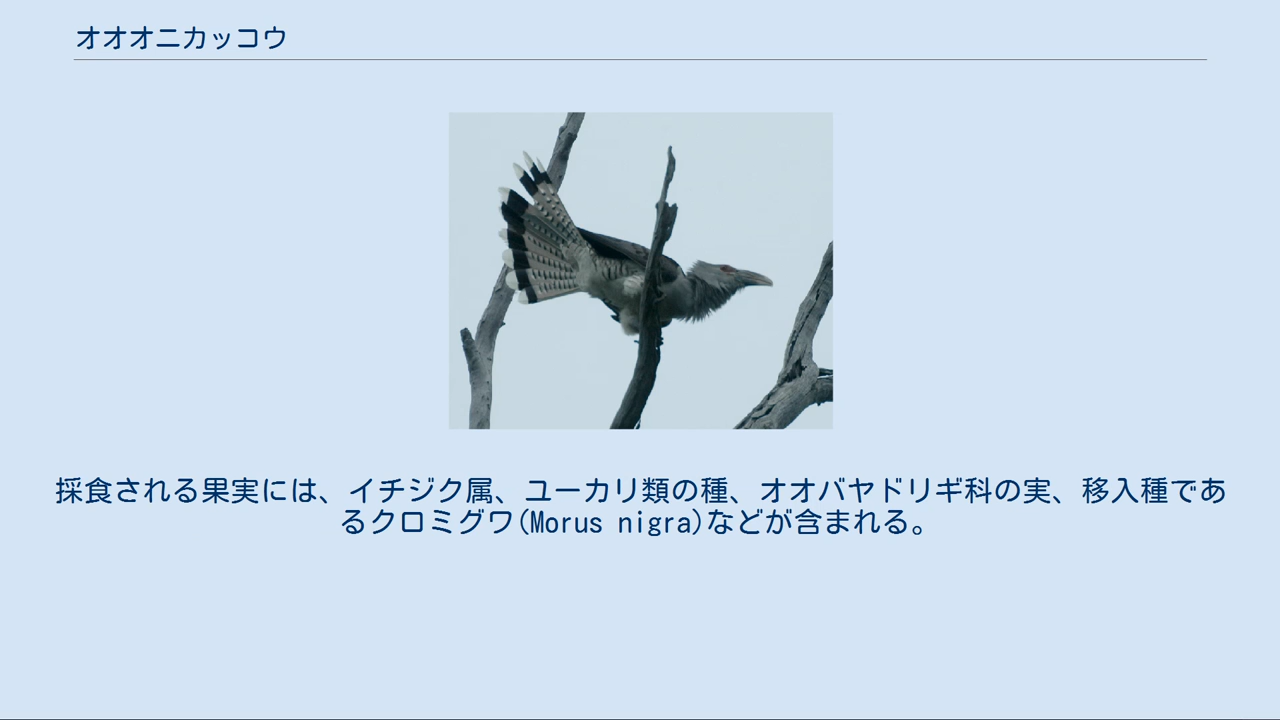 オオオニカッコウ
採食される果実には、イチジク属、ユーカリ類の種、オオバヤドリギ科の実、移入種であ
るクロミグワ(Morus nigra)などが含まれる。